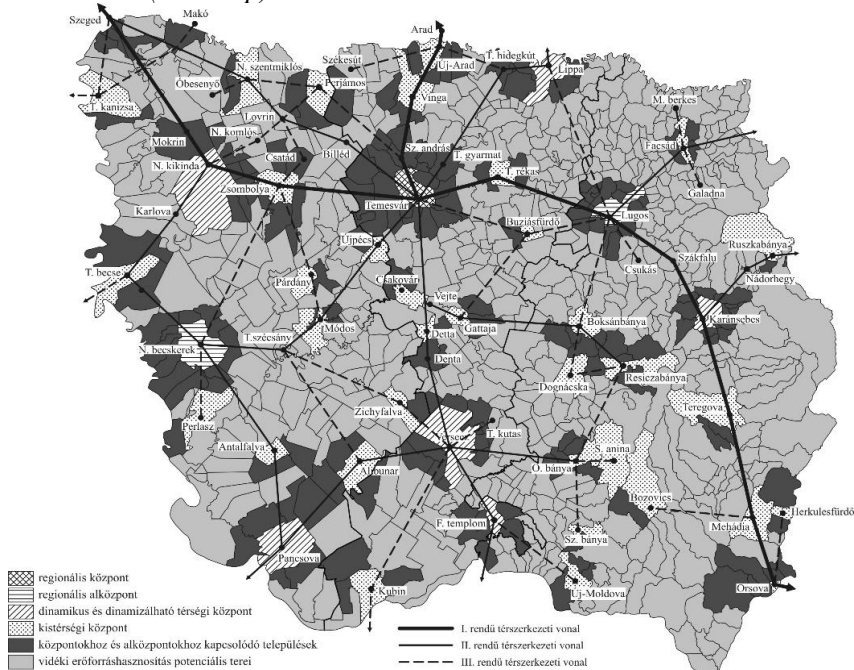 Szeged
Makó
Arad
Székesút
Új-Arad
T. hidegkút
Lippa
N. szentmiklós
Óbesenyő
Perjámos
Vinga
T. kanizsa
M. berkes
Lovrin
Facsád
Mokrin
N. komlós
Csatád
Billéd
Sz. andrás
T. gyarmat
N. kikinda
T. rékas
Galadna
Zsombolya
Temesvár
Karlova
Buziásfürdő
Lugos
Ruszkabánya
Újpécs
Csukás
Szákfalu
Nádorhegy
T. becse
Párdány
Csakovár
Vejte
Karánsebes
Módos
Detta
Gattaja
Boksánbánya
N. becskerek
T.szécsány
Denta
Dognácska
Resiczabánya
Teregova
Perlasz
Zichyfalva
T. kutas
Antalfalva
Versec
S. anina
O. bánya
Alibunar
Bozovics
Herkulesfürdő
F. templom
Mehádia
Sz. bánya
Pancsova
Kubin
Új-Moldova
Orsova
regionális központ
regionális alközpont
dinamikus és dinamizálható térségi központ
kistérségi központ
központokhoz és alközpontokhoz kapcsolódó települések
vidéki erőforráshasznosítás potenciális terei
I. rendű térszerkezeti vonal
II. rendű térszerkezeti vonal
III. rendű térszerkezeti vonal